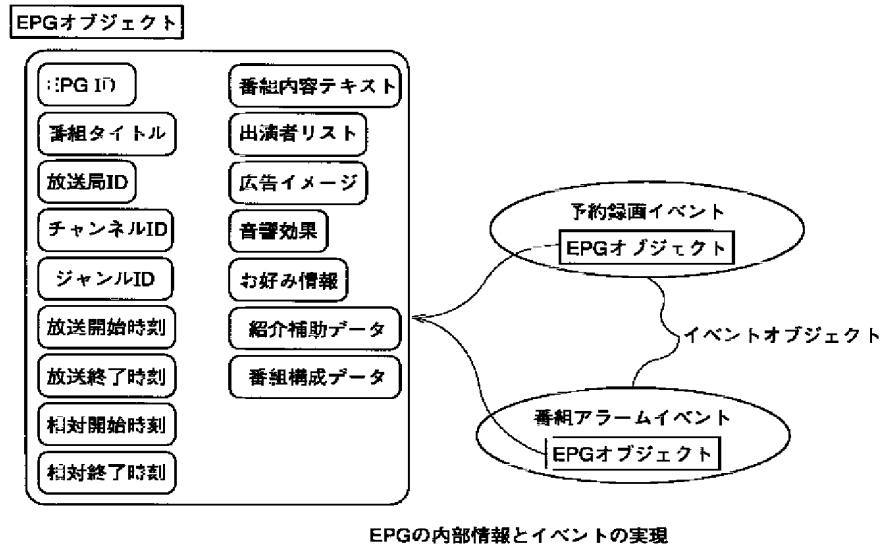 EPGオブジェクト
EPG ID
番組タイトル
放送局ID
チャンネルID
ジャンルID
放送開始時刻
放送終了時刻
相対開始時刻
相対終了時刻
番組内容テキスト
出演者リスト
広告イメージ
音響効果
お好み情報
紹介補助データ
番組構成データ
予約録画イベント
EPGオブジェクト
イベントオブジェクト
番組アラームイベント
EPGオブジェクト
EPGの内部情報とイベントの実現